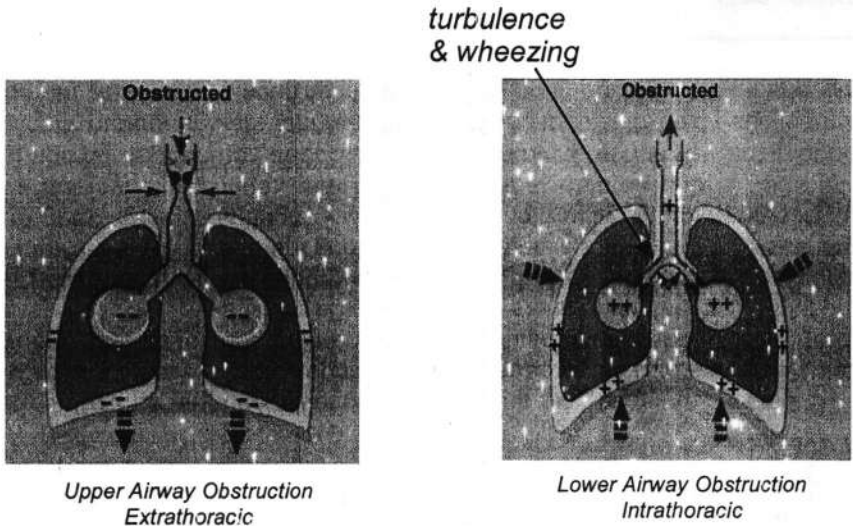 turbulence
& wheezing
Obstructed
Obstructed
Upper Airway Obstruction
Extrathoracic
Lower Airway Obstruction
Intrathoracic